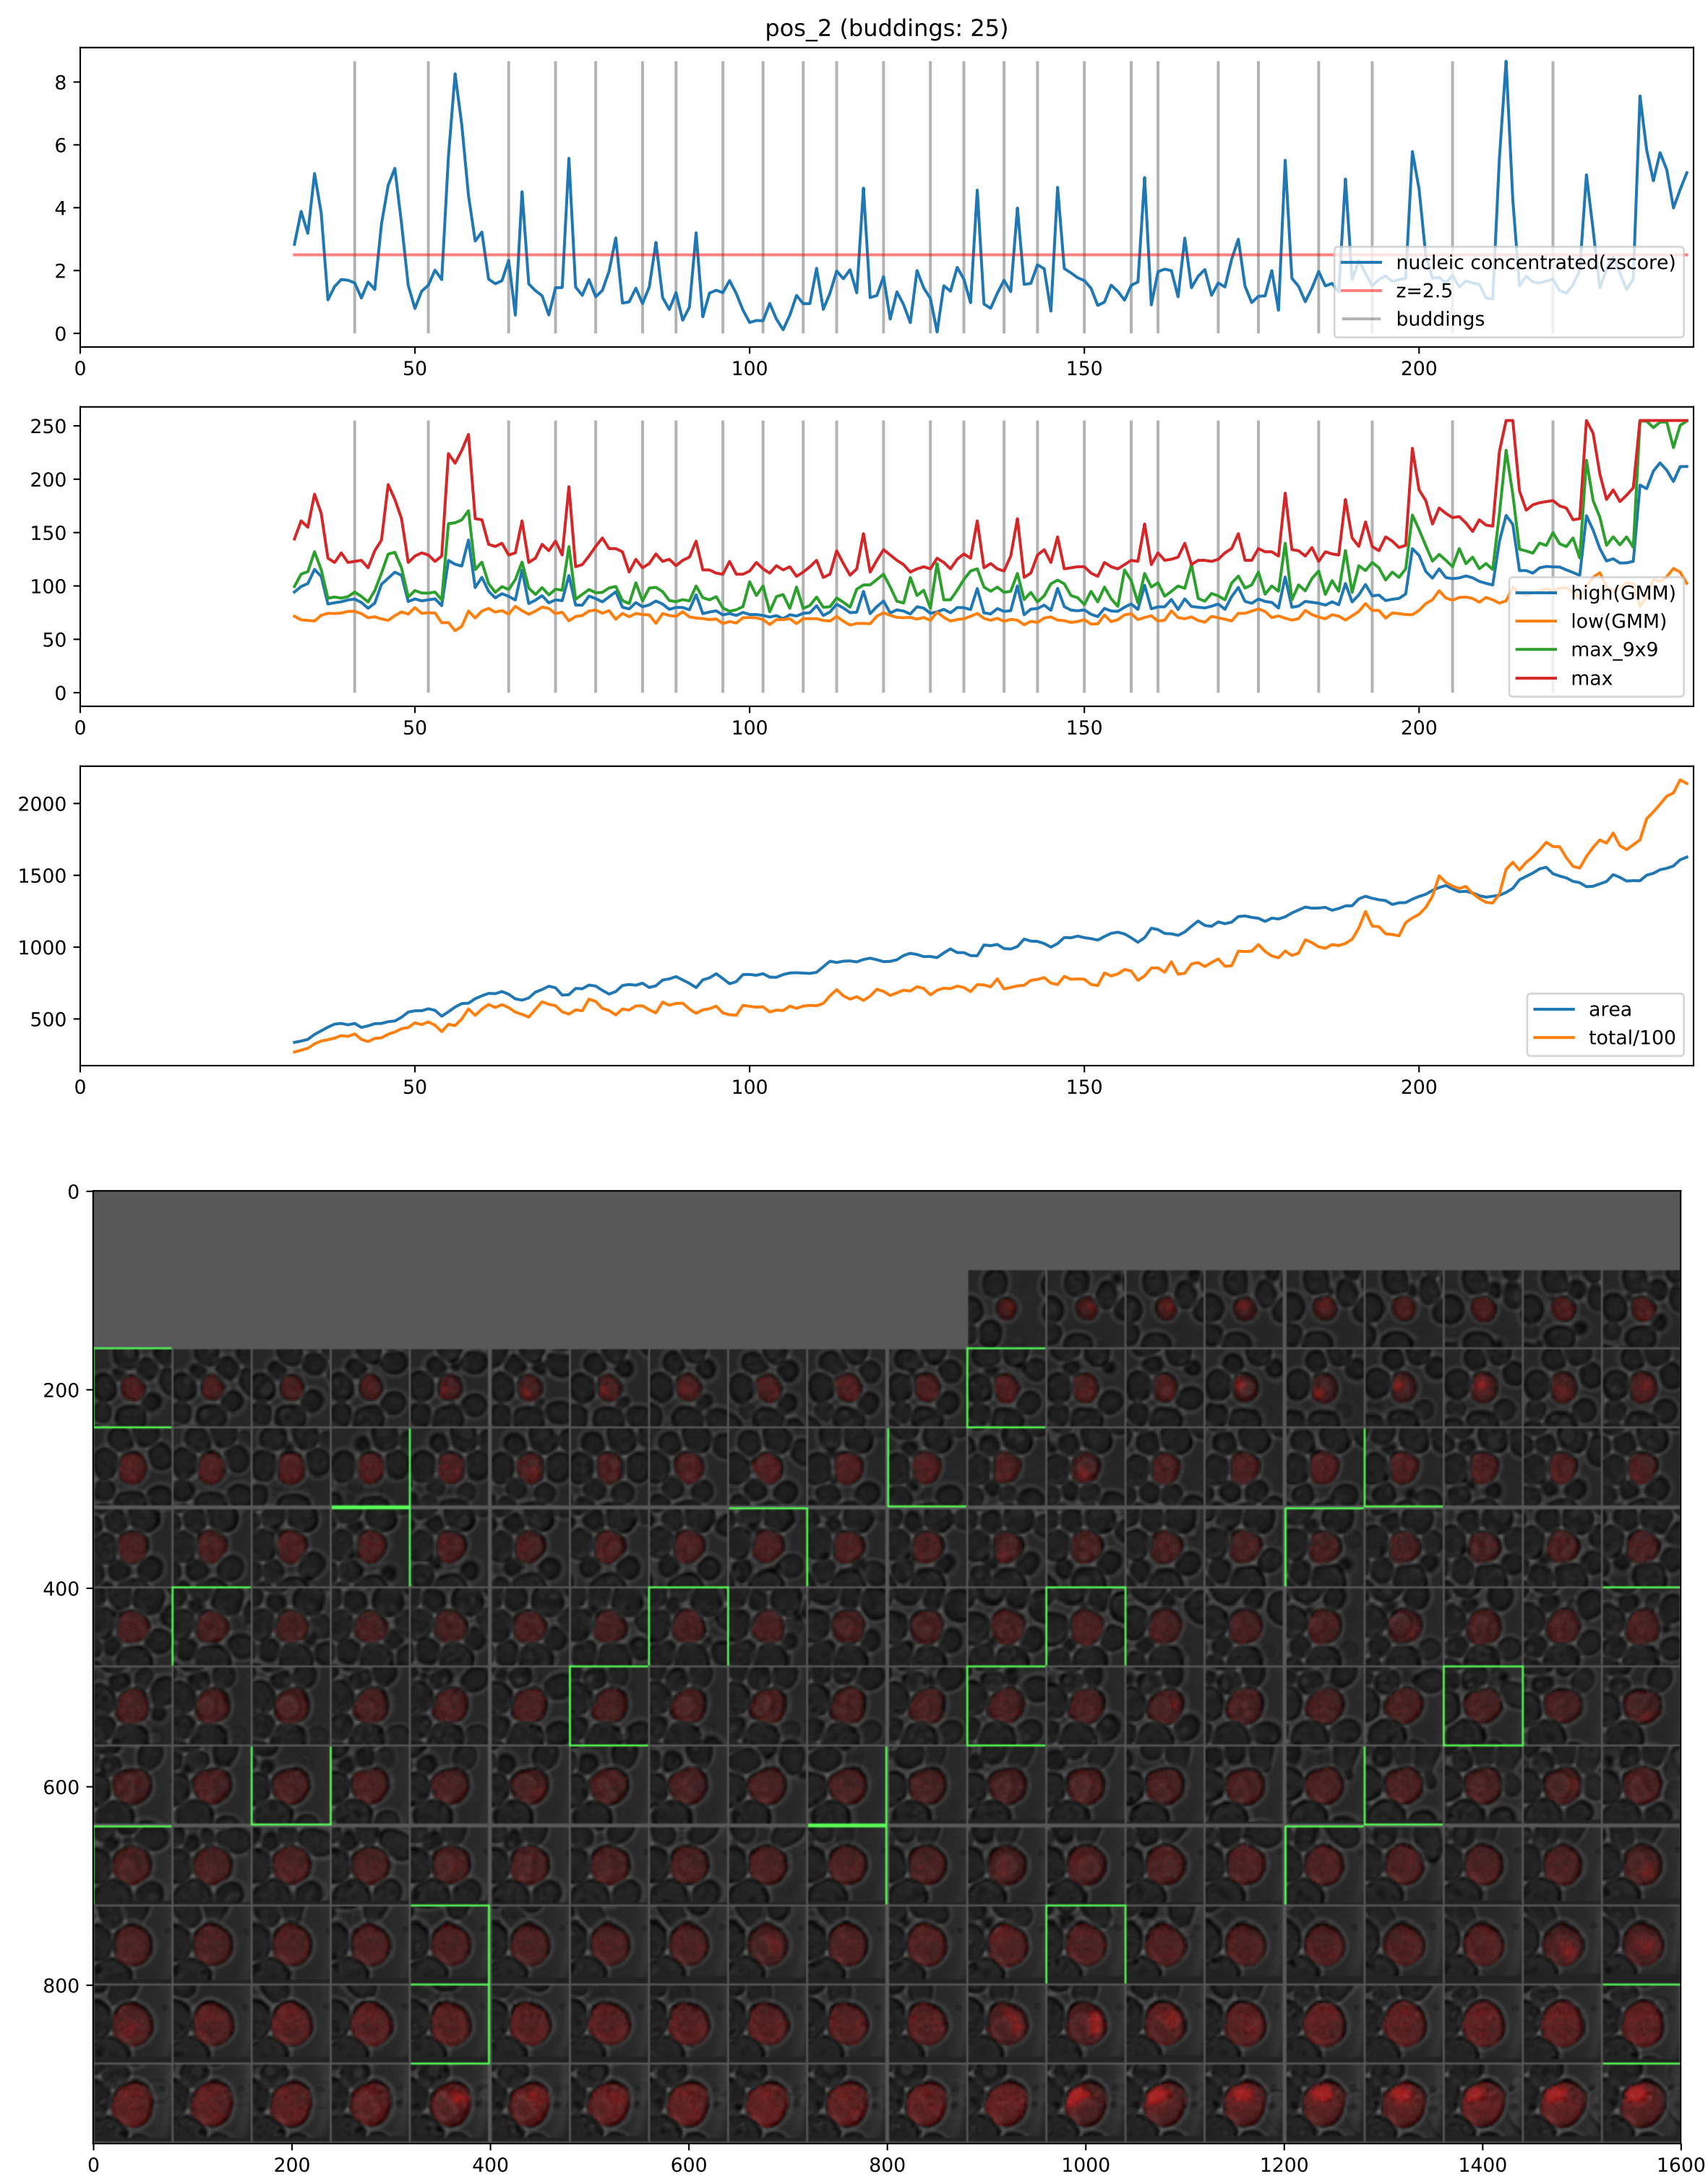 pos_2 (buddings: 25)
8
6
4
2
0
nucleic concentrated(zscore)
z=2.5
buddings
0 50 100 150 200
250
200
150
100
50
0
high(GMM)
low(GMM)
max_9x9
max
0 50 100 150 200
2000
1500
1000
500
area
total/100
0 50 100 150 200
0
200
400
600
800
0 200 400 600 800 1000 1200 1400 1600